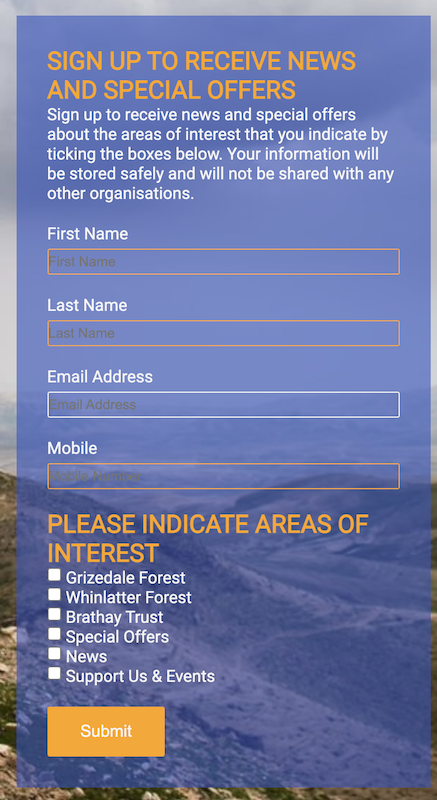 SIGN UP TO RECEIVE NEWS
AND SPECIAL OFFERS
Sign up to receive news and special offers
about the areas of interest that you indicate by
ticking the boxes below. Your information will
be stored safely and will not be shared with any
other organisations.
First Name
First Name
Last Name
Last Name
Email Address
Email Address
Mobile
Mobile Number
PLEASE INDICATE AREAS OF
INTEREST
Grizedale Forest
Whinlatter Forest
Brathay Trust
Special Offers
News
Support Us & Events
Submit